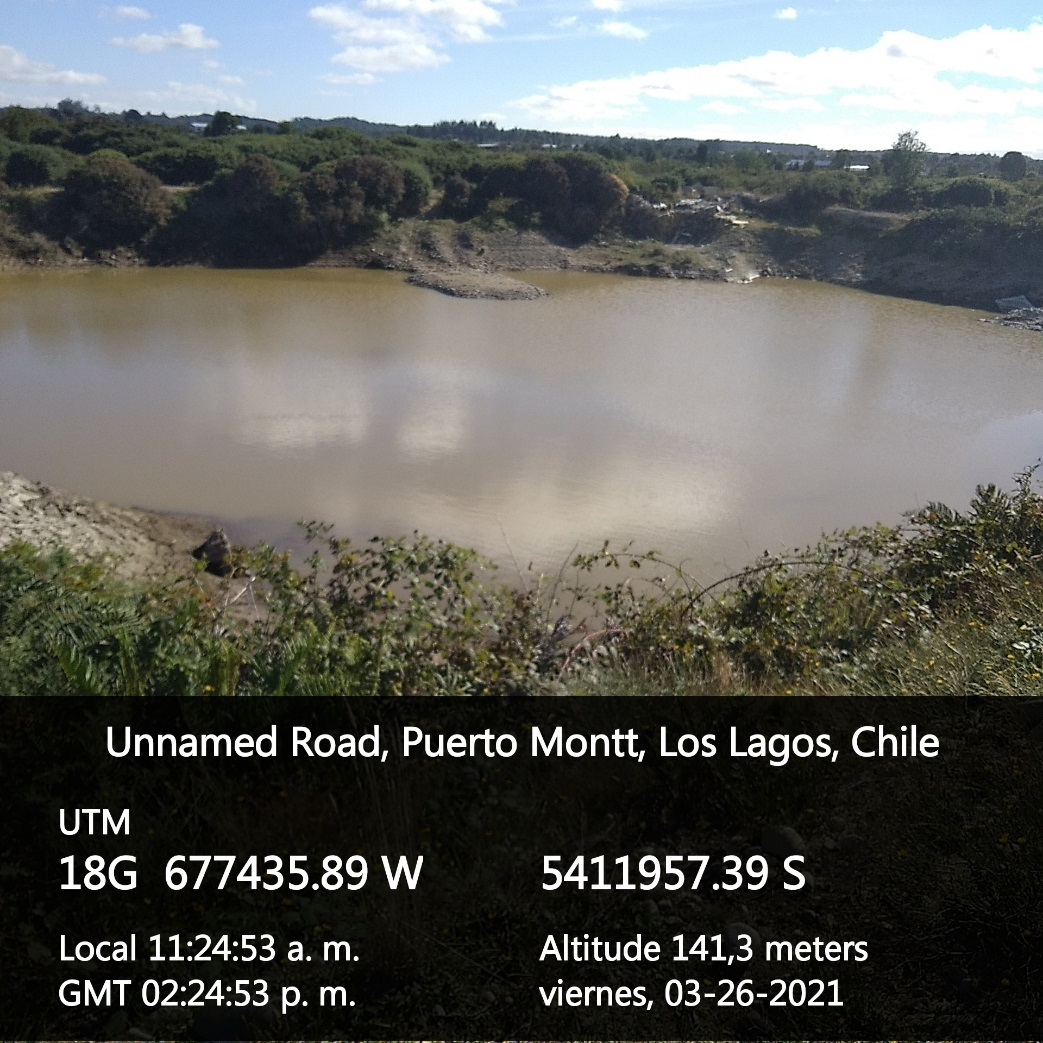 Unnamed Road, Puerto Montt, Los Lagos, Chile
UTM
18G 677435.89 W 5411957.39 S
Local 11:24:53 a. m. Altitude 141,3 meters
GMT 02:24:53 p. m. viernes, 03-26-2021